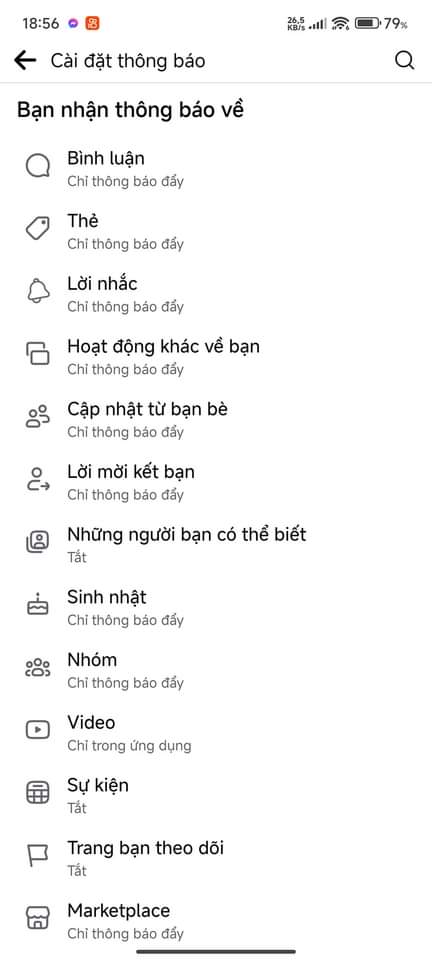 18:56
26,5 KB/s
79%
Cài đặt thông báo
Bạn nhận thông báo về
Bình luận
Chỉ thông báo đẩy
Thẻ
Chỉ thông báo đẩy
Lời nhắc
Chỉ thông báo đẩy
Hoạt động khác về bạn
Chỉ thông báo đẩy
Cập nhật từ bạn bè
Chỉ thông báo đẩy
Lời mời kết bạn
Chỉ thông báo đẩy
Những người bạn có thể biết
Tắt
Sinh nhật
Chỉ thông báo đẩy
Nhóm
Chỉ thông báo đẩy
Video
Chỉ trong ứng dụng
Sự kiện
Tắt
Trang bạn theo dõi
Tắt
Marketplace
Chỉ thông báo đẩy